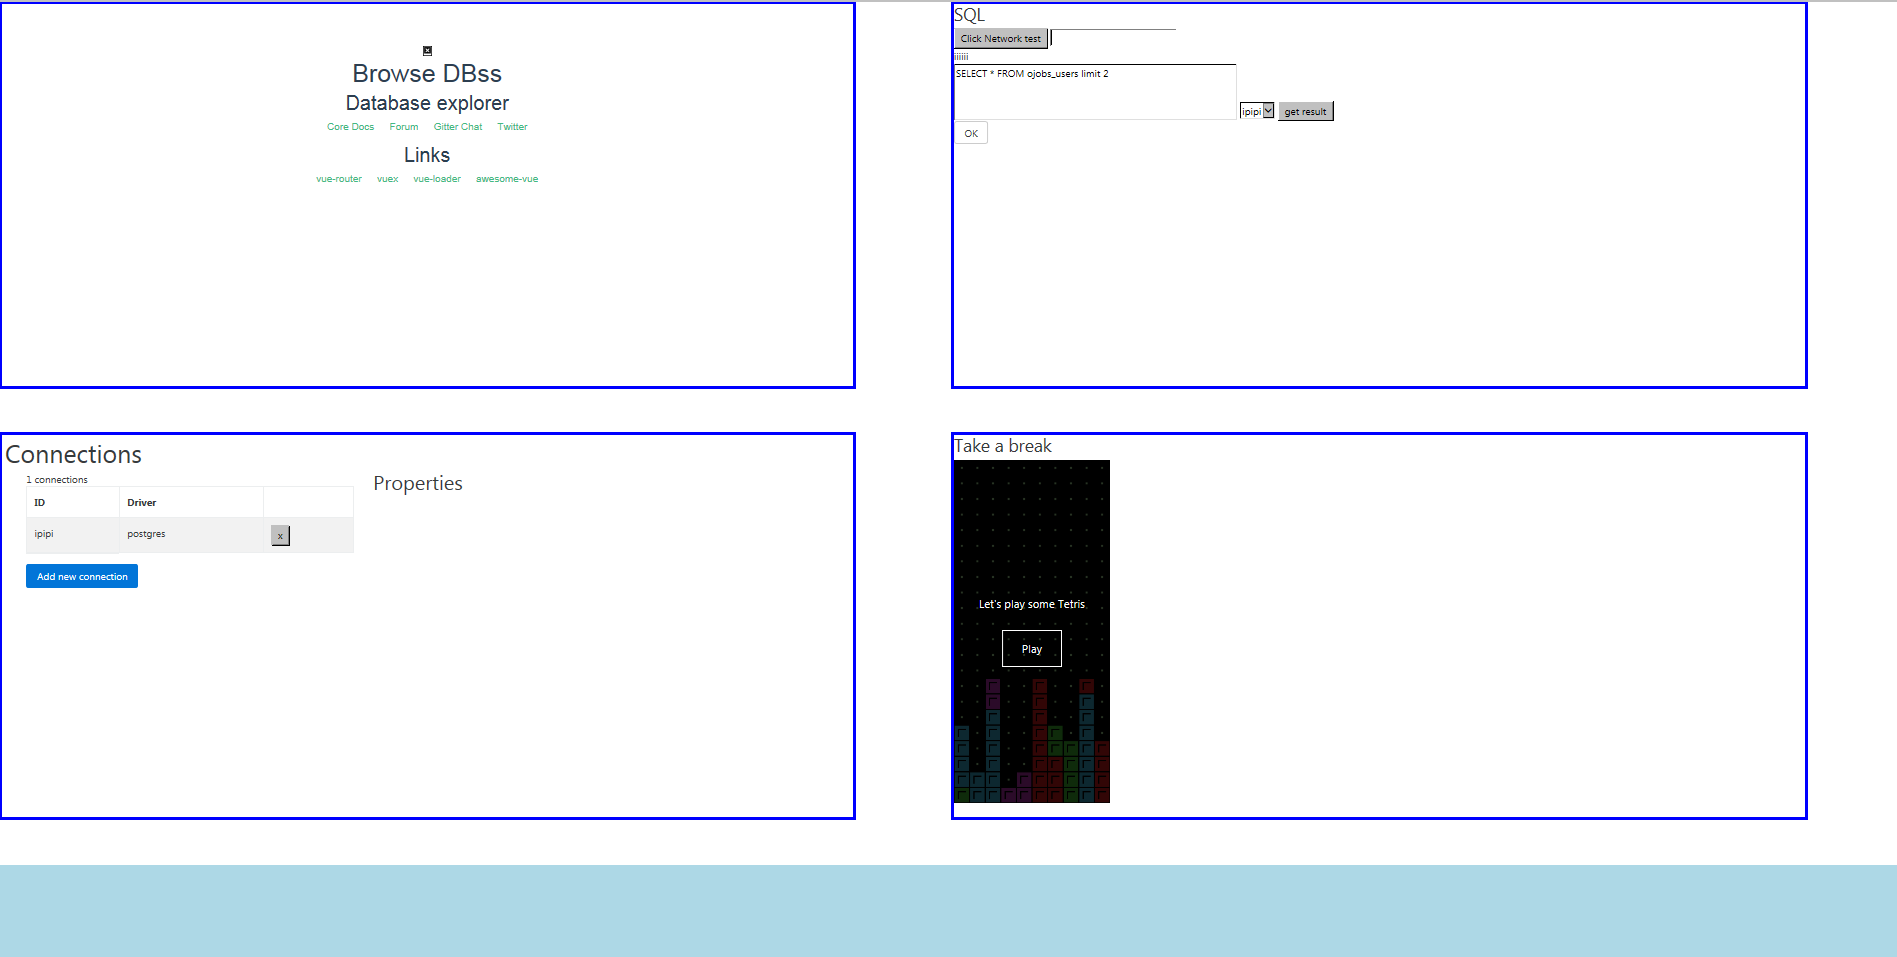 Browse DBss
Database explorer
Core Docs Forum Gitter Chat Twitter
Links
vue-router vuex vue-loader awesome-vue
SQL
Click Network test
iiiiii
SELECT * FROM ojobs_users limit 2
ipipi get result
OK
Connections
1 connections
ID Driver
ipipi postgres x
Add new connection
Properties
Take a break
Let's play some Tetris
Play